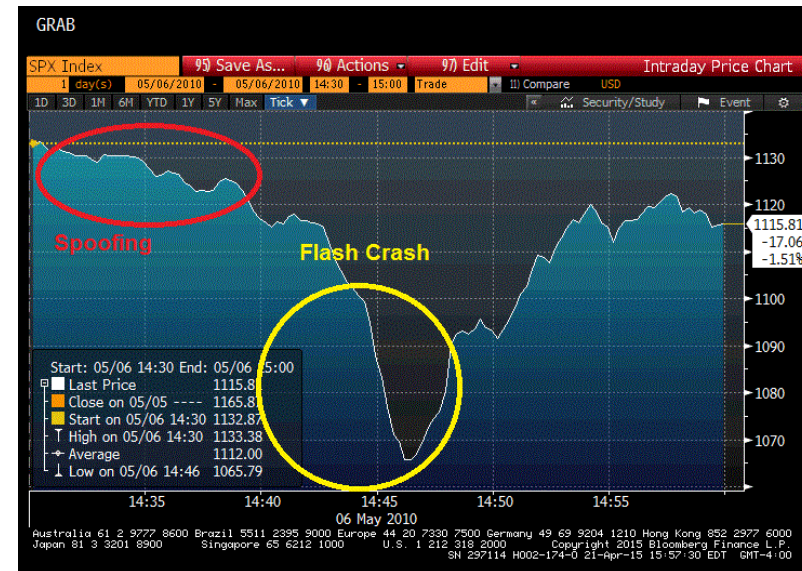 GRAB
SPX Index 95) Save As... 96) Actions 97) Edit Intraday Price Chart
1 day(s) 05/06/2010 - 05/06/2010 14:30 - 15:00 Trade 11) Compare USD
1D 3D 1M 6M YTD 1Y 5Y Max Tick ▼ « Security/Study Event
1130
1120
Spoofing
Flash Crash
1115.81
-17.06
-1.51%
1100
1090
1080
1070
Start: 05/06 14:30 End: 05/06 15:00
Last Price 1115.8
Close on 05/05 ---- 1165.8
Start on 05/06 14:30 1132.87
High on 05/06 14:30 1133.38
Average 1112.00
Low on 05/06 14:46 1065.79
14:35 14:40 14:45 14:50 14:55
06 May 2010
Australia 61 2 9777 8600 Brazil 5511 2395 9000 Europe 44 20 7330 7500 Germany 49 69 9204 1210 Hong Kong 852 2977 6000
Japan 81 3 3201 8900 Singapore 65 6212 1000 U.S. 1 212 318 2000 Copyright 2015 Bloomberg Finance L.P.
SN 297114 H002-174-0 21-Apr-15 15:57:30 EDT GMT-4:00